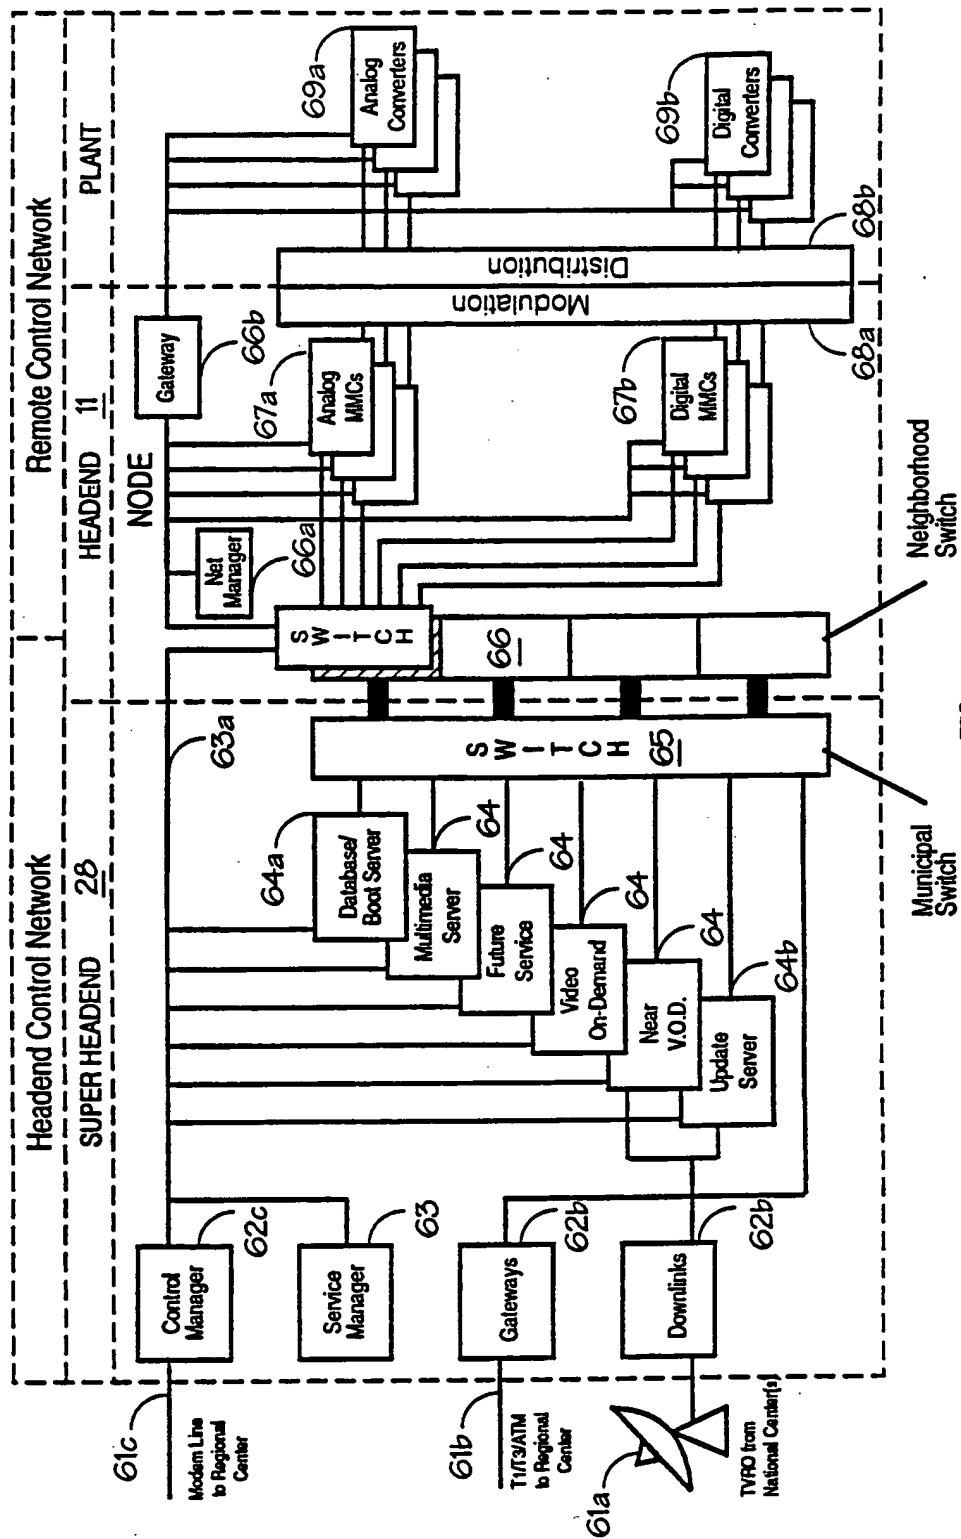 Headend Control Network
Remote Control Network
SUPER HEADEND 28
HEADEND 11
PLANT
NODE
61c
Modem Line
to Regional
Center
Control
Manager
62c
Service
Manager
63
61b
T1/T3/ATM
to Regional
Center
Gateways
62b
61a
TVRO from
National Center(s)
Downlinks
62b
63a
64a
Database/
Boot Server
Multimedia
Server
64
Future
Service
64
Video
On-Demand
64
Near
V.O.D.
64
Update
Server
64b
SWITCH
65
Municipal
Switch
SWITCH
66
Neighborhood
Switch
Net
Manager
66a
Gateway
66b
67a
Analog
MMCs
67b
Digital
MMCs
Modulation
68a
Distribution
68b
69a
Analog
Converters
69b
Digital
Converters